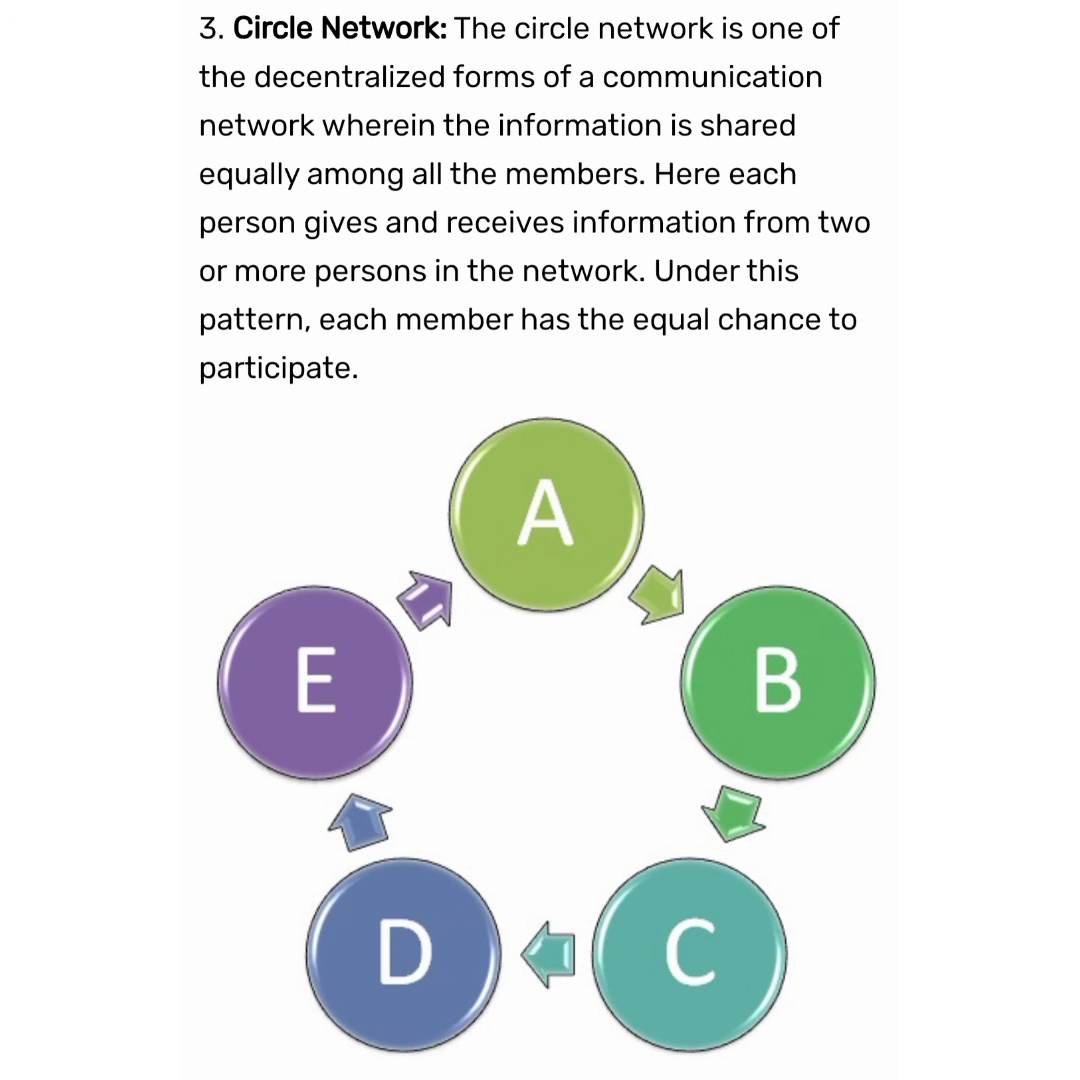 3. Circle Network: The circle network is one of
the decentralized forms of a communication
network wherein the information is shared
equally among all the members. Here each
person gives and receives information from two
or more persons in the network. Under this
pattern, each member has the equal chance to
participate.
A
E
B
D
C